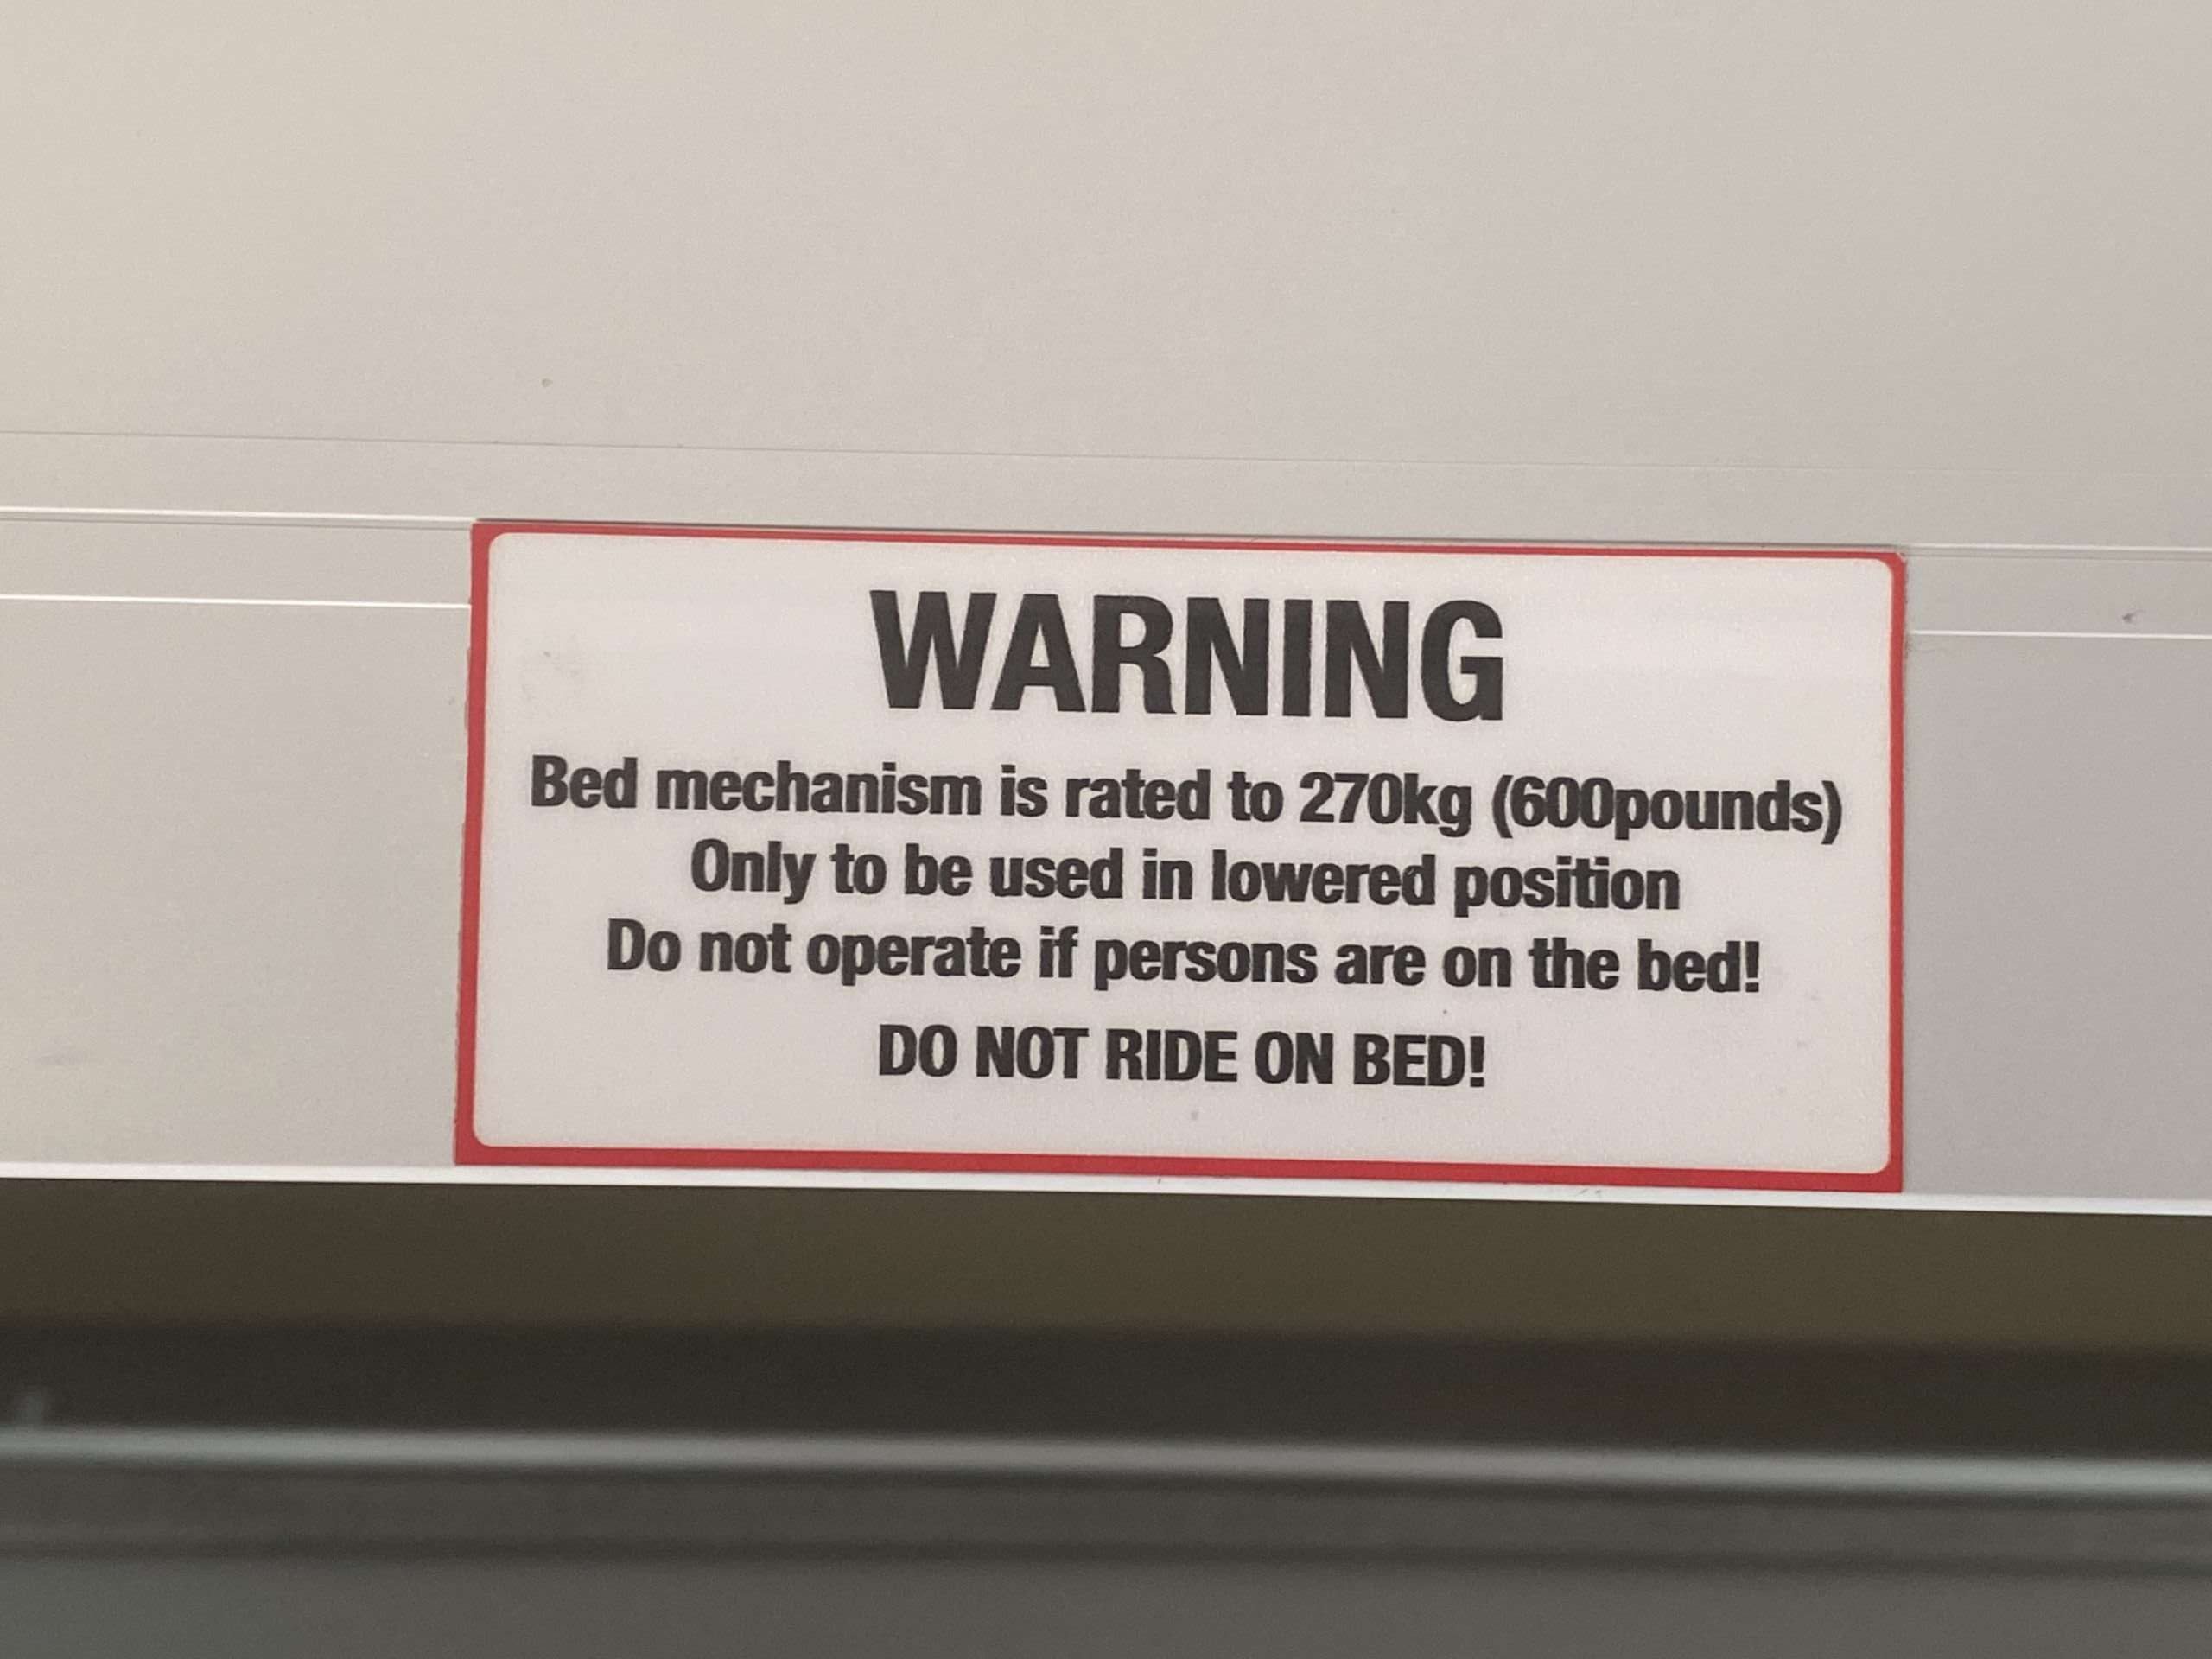 WARNING
Bed mechanism is rated to 270kg (600pounds)
Only to be used in lowered position
Do not operate if persons are on the bed!
DO NOT RIDE ON BED!